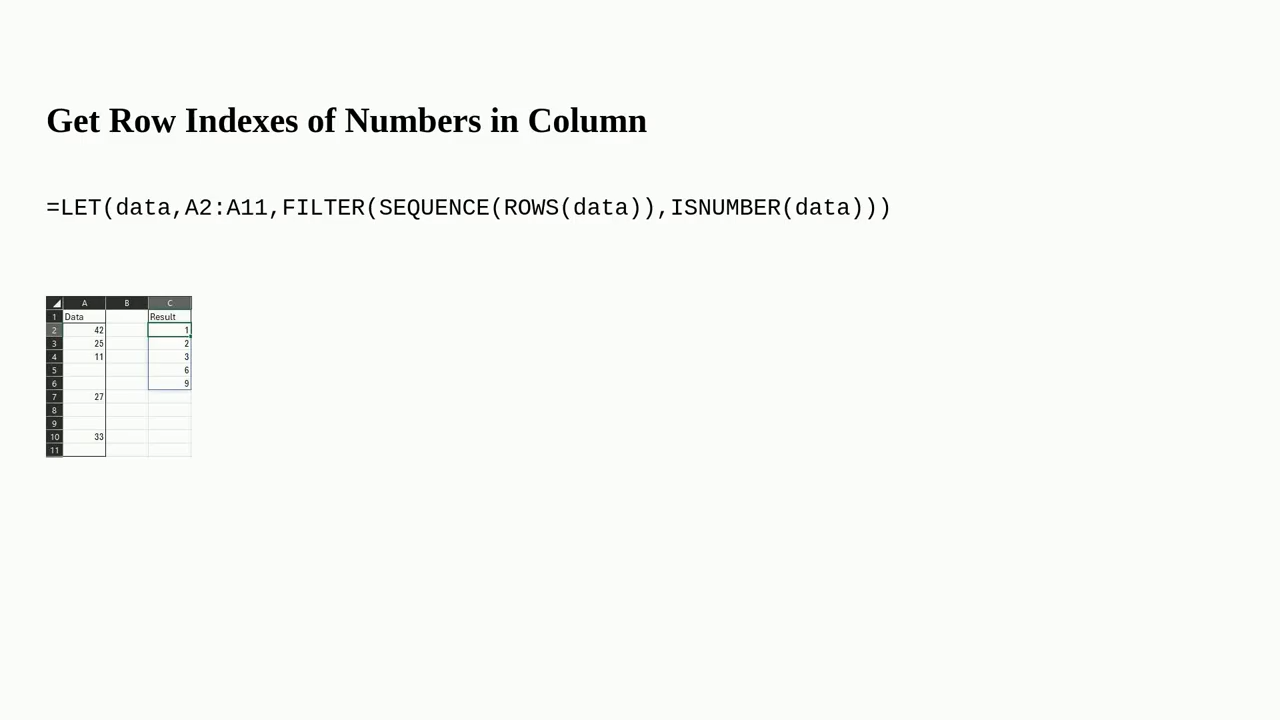 Get Row Indexes of Numbers in Column
=LET(data,A2:A11,FILTER(SEQUENCE(ROWS(data)),ISNUMBER(data)))
A B C
1 Data Result
2 42 1
3 25 2
4 11 3
5 6
6 9
7 27
8
9
10 33
11